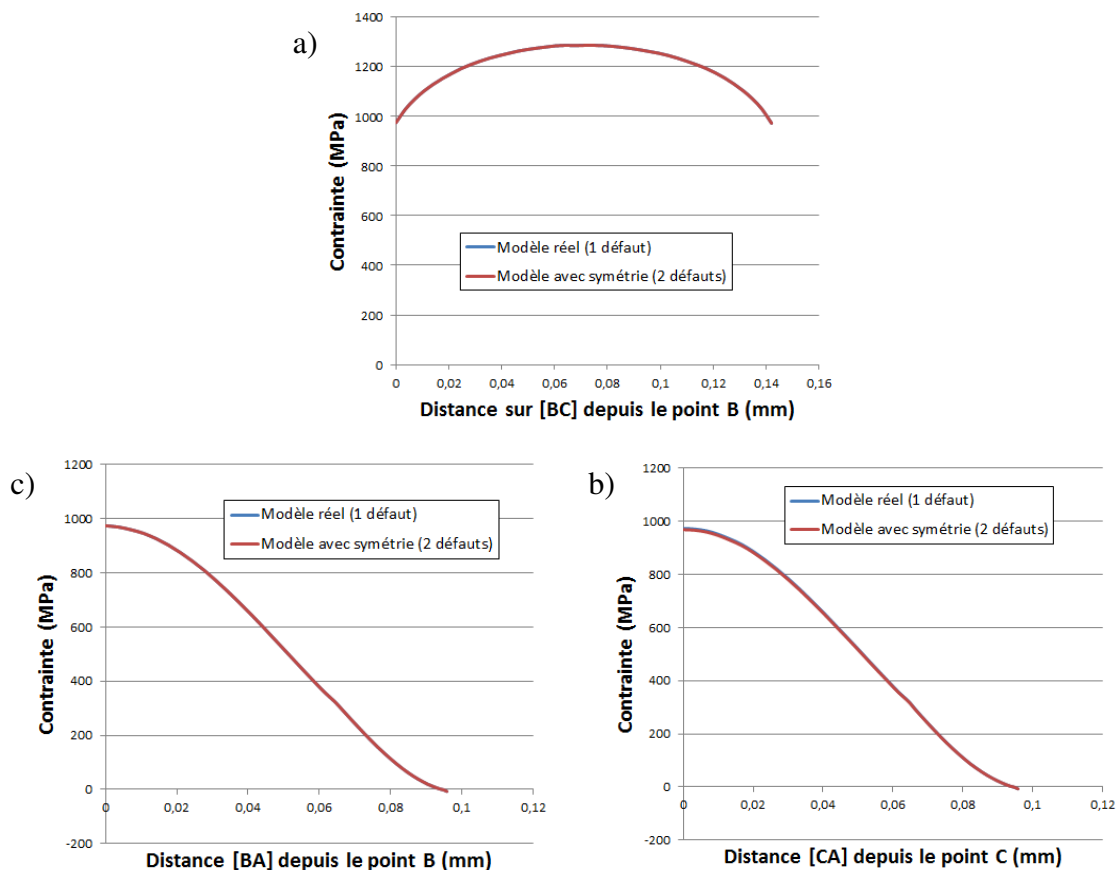 a)
1400
1200
1000
800
600
400
200
0
Contrainte (MPa)
Modèle réel (1 défaut)
Modèle avec symétrie (2 défauts)
0 0,02 0,04 0,06 0,08 0,1 0,12 0,14 0,16
Distance sur [BC] depuis le point B (mm)
c)
1200
1000
800
600
400
200
0
-200
Contrainte (MPa)
Modèle réel (1 défaut)
Modèle avec symétrie (2 défauts)
0 0,02 0,04 0,06 0,08 0,1 0,12
Distance [BA] depuis le point B (mm)
b)
1200
1000
800
600
400
200
0
-200
Contrainte (MPa)
Modèle réel (1 défaut)
Modèle avec symétrie (2 défauts)
0 0,02 0,04 0,06 0,08 0,1 0,12
Distance [CA] depuis le point C (mm)